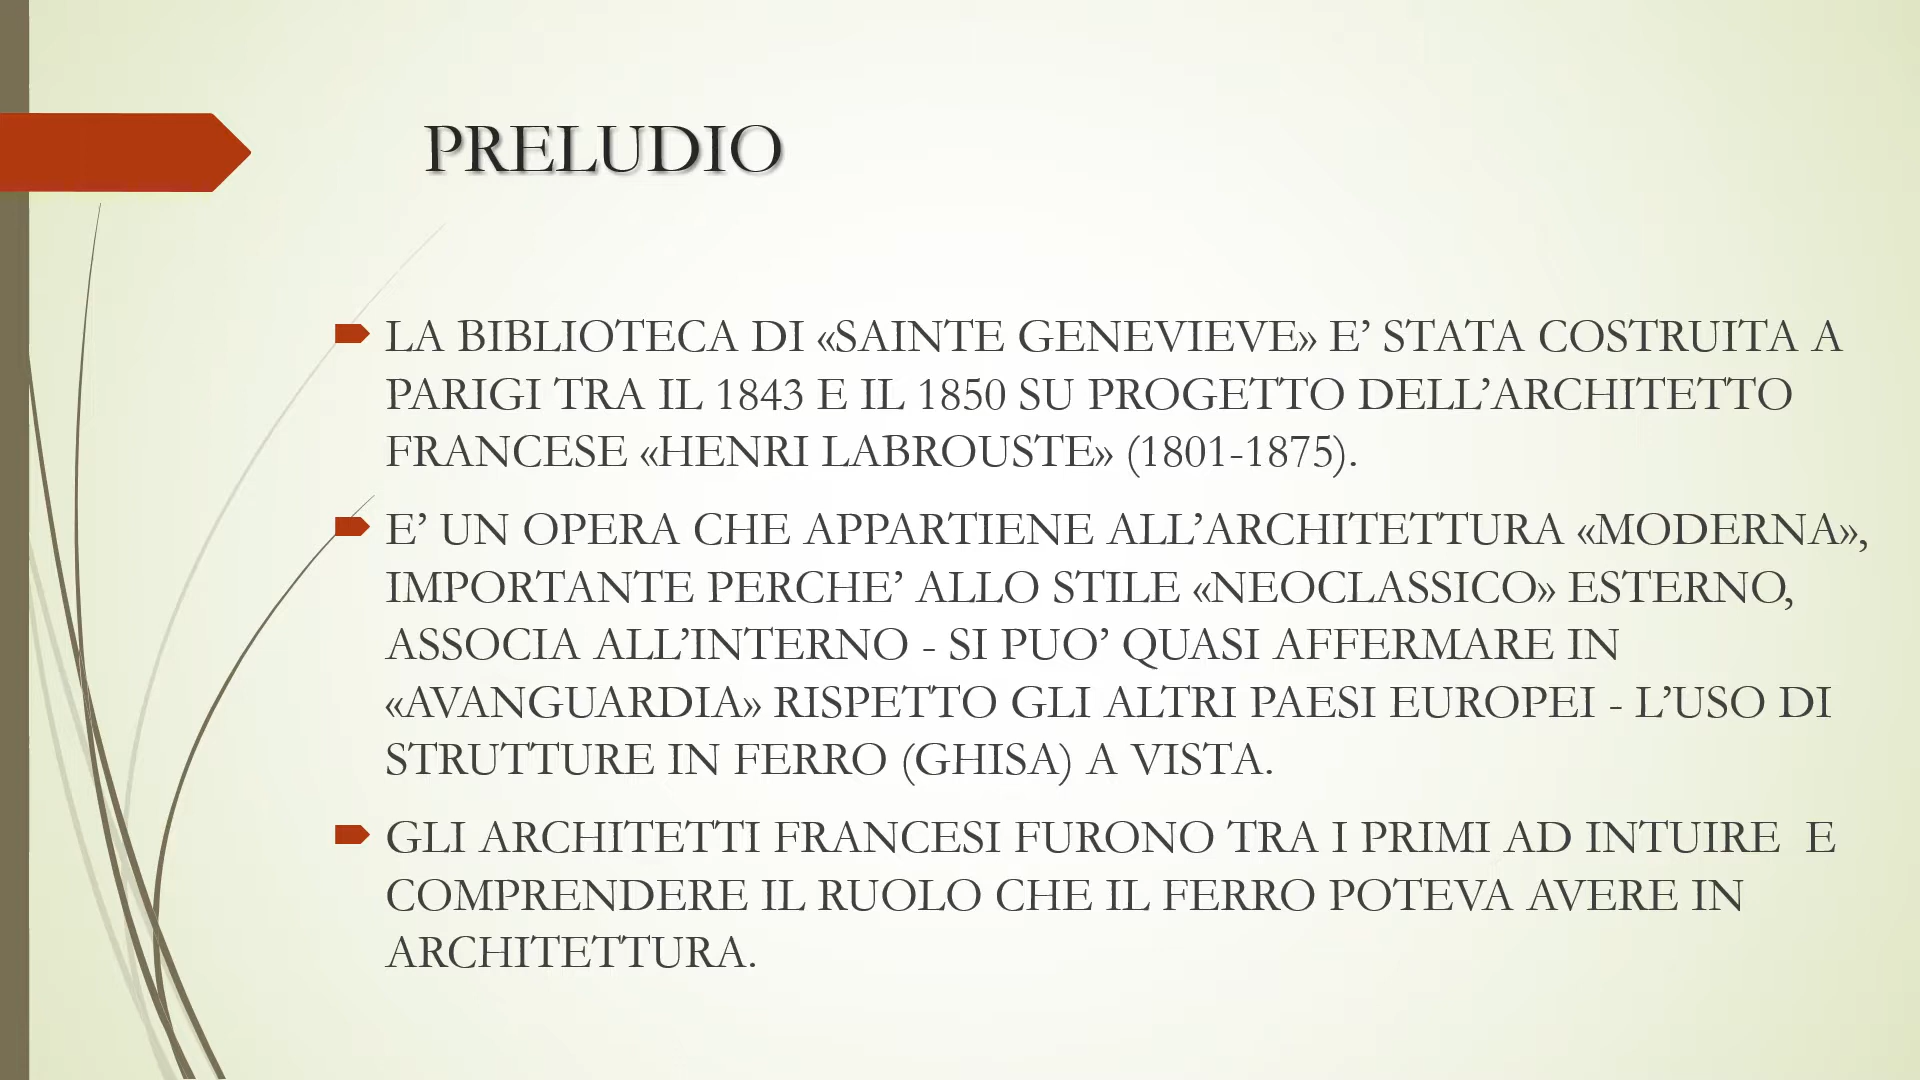 PRELUDIO
LA BIBLIOTECA DI «SAINTE GENEVIEVE» E’ STATA COSTRUITA A
PARIGI TRA IL 1843 E IL 1850 SU PROGETTO DELL’ARCHITETTO
FRANCESE «HENRI LABROUSTE» (1801-1875).
E’ UN OPERA CHE APPARTIENE ALL’ARCHITETTURA «MODERNA»,
IMPORTANTE PERCHE’ ALLO STILE «NEOCLASSICO» ESTERNO,
ASSOCIA ALL’INTERNO - SI PUO’ QUASI AFFERMARE IN
«AVANGUARDIA» RISPETTO GLI ALTRI PAESI EUROPEI - L’USO DI
STRUTTURE IN FERRO (GHISA) A VISTA.
GLI ARCHITETTI FRANCESI FURONO TRA I PRIMI AD INTUIRE  E
COMPRENDERE IL RUOLO CHE IL FERRO POTEVA AVERE IN
ARCHITETTURA.